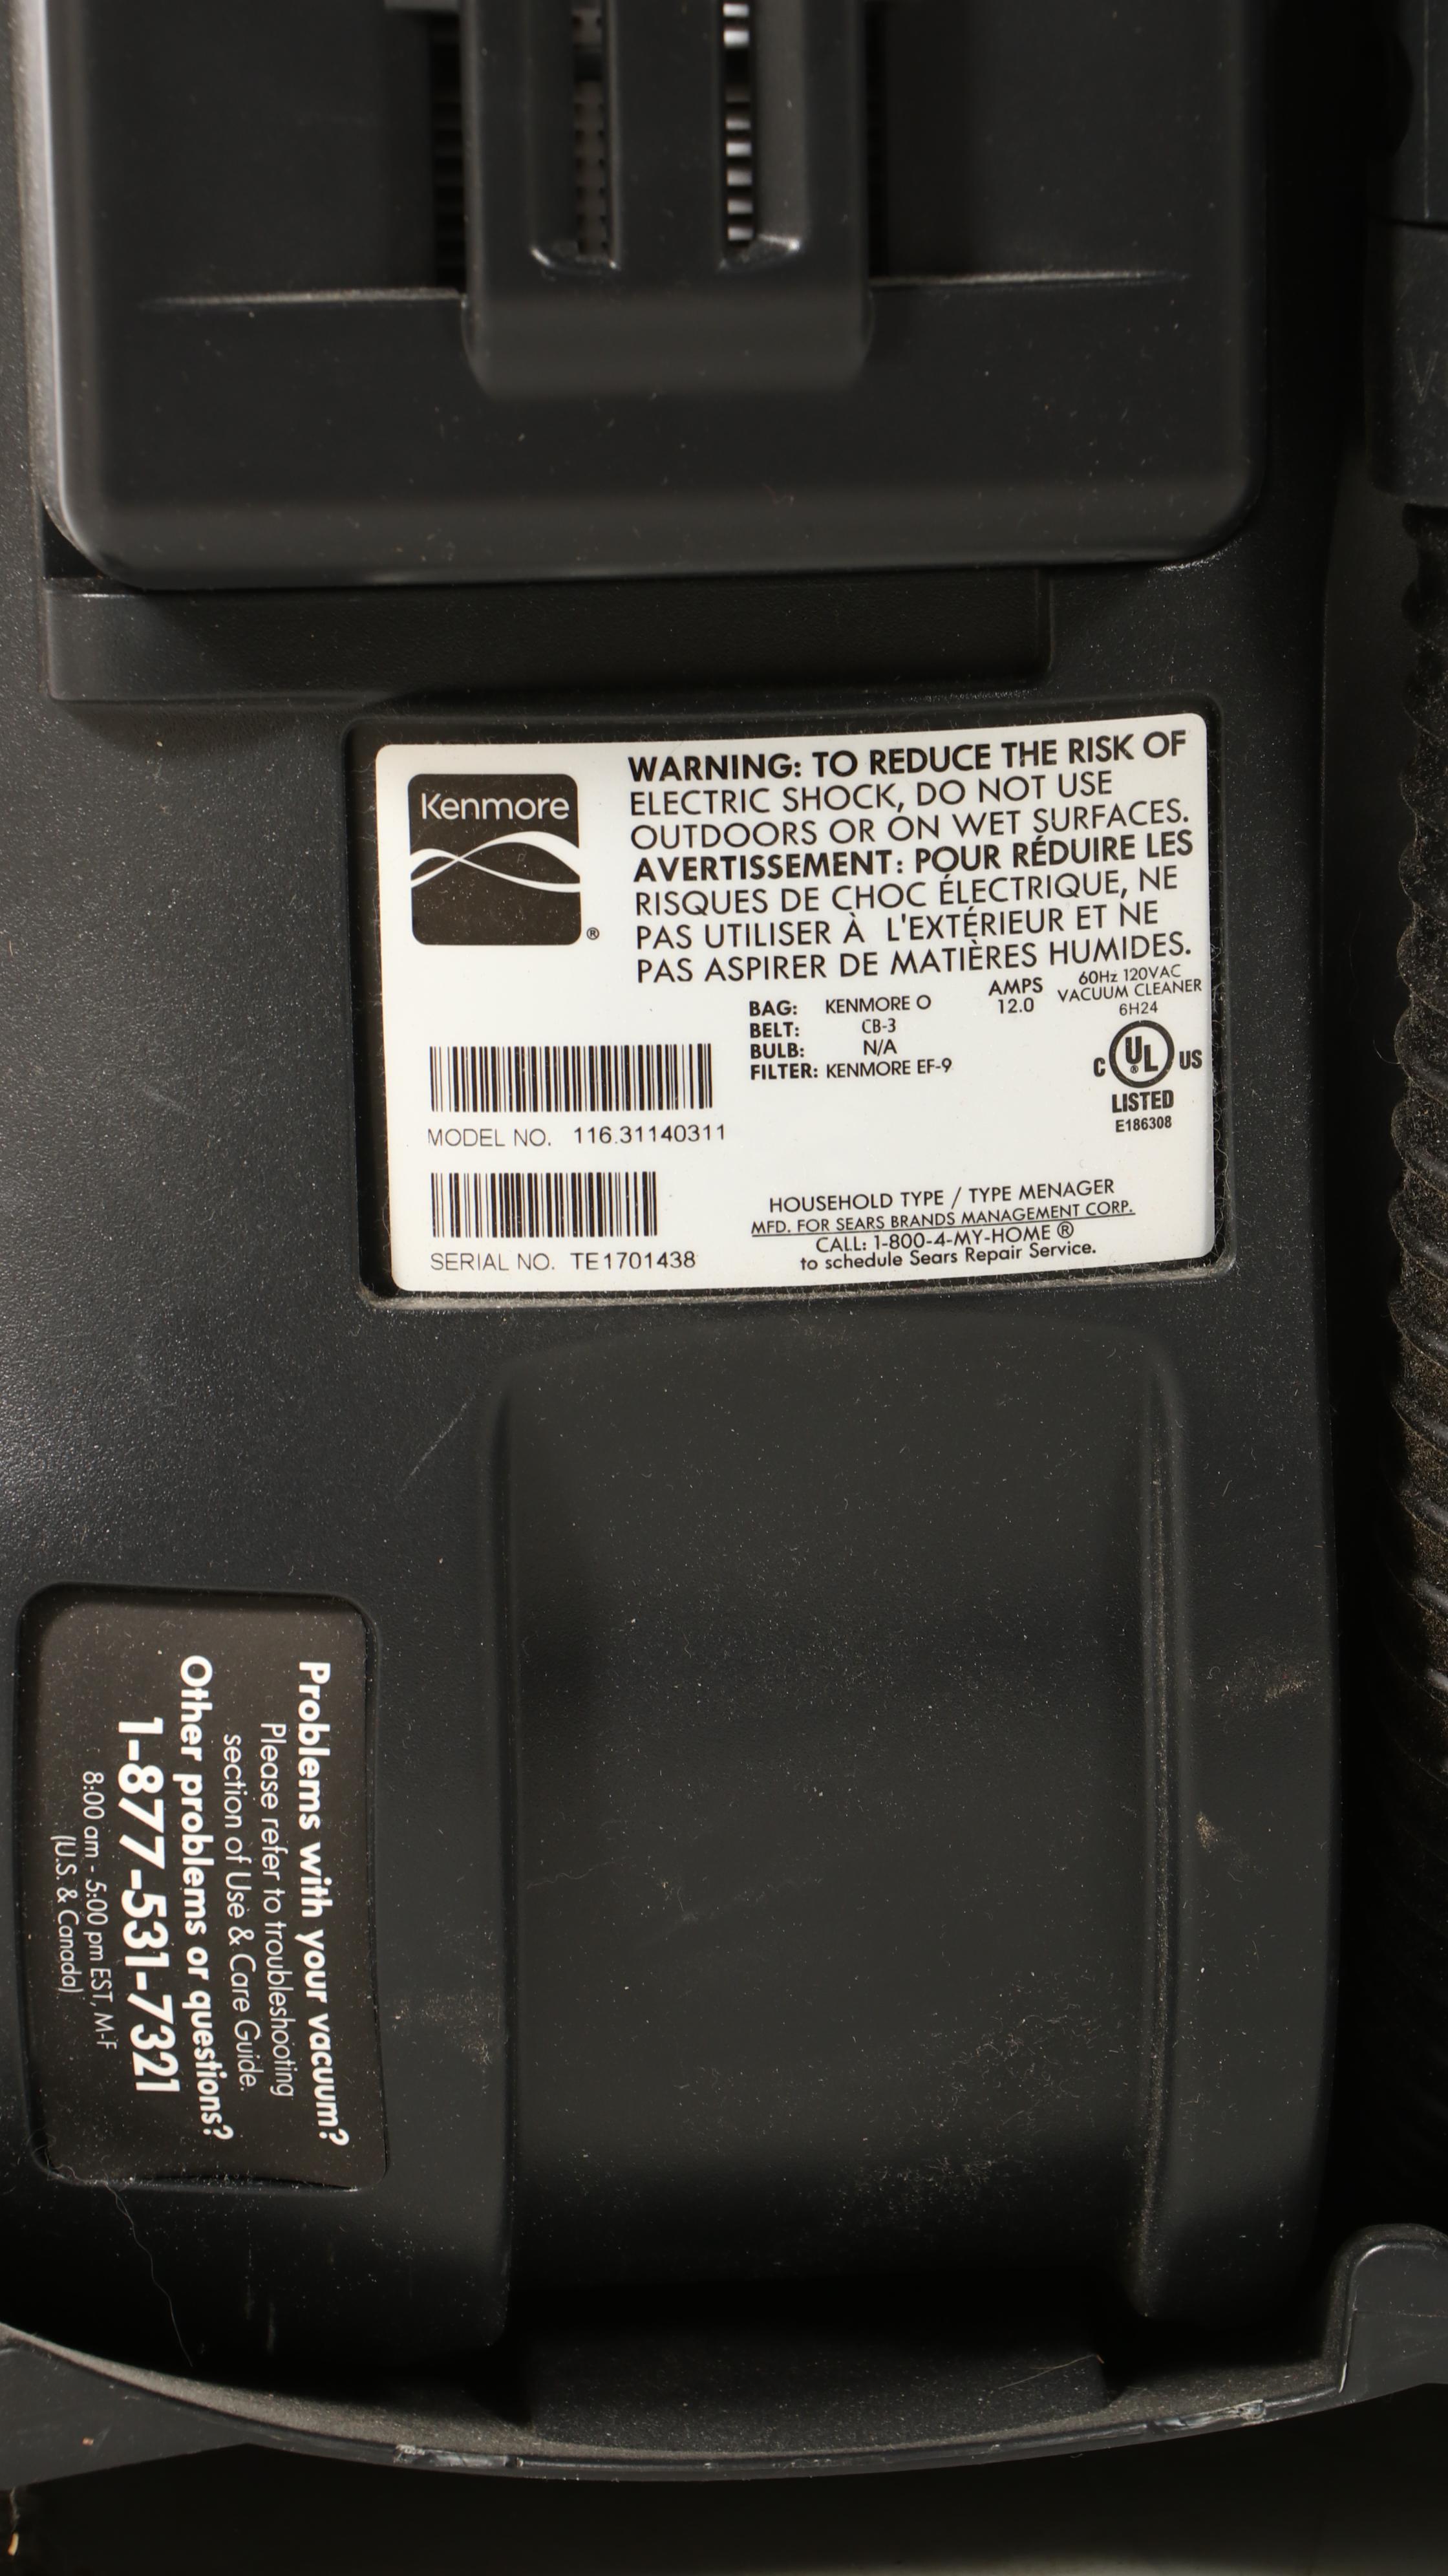 Kenmore
®
WARNING: TO REDUCE THE RISK OF
ELECTRIC SHOCK, DO NOT USE
OUTDOORS OR ON WET SURFACES.
AVERTISSEMENT: POUR RÉDUIRE LES
RISQUES DE CHOC ÉLECTRIQUE, NE
PAS UTILISER À L'EXTÉRIEUR ET NE
PAS ASPIRER DE MATIÈRES HUMIDES.
BAG: KENMORE O
BELT: CB-3
BULB: N/A
FILTER: KENMORE EF-9
AMPS
12.0
60Hz 120VAC
VACUUM CLEANER
6H24
C UL® US
LISTED
E186308
MODEL NO. 116.31140311
SERIAL NO. TE1701438
HOUSEHOLD TYPE / TYPE MENAGER
MFD. FOR SEARS BRANDS MANAGEMENT CORP.
CALL: 1-800-4-MY-HOME ®
to schedule Sears Repair Service.
Problems with your vacuum?
Please refer to troubleshooting
section of Use & Care Guide.
Other problems or questions?
1-877-531-7321
8:00 am - 5:00 pm EST, M-F
(U.S. & Canada)